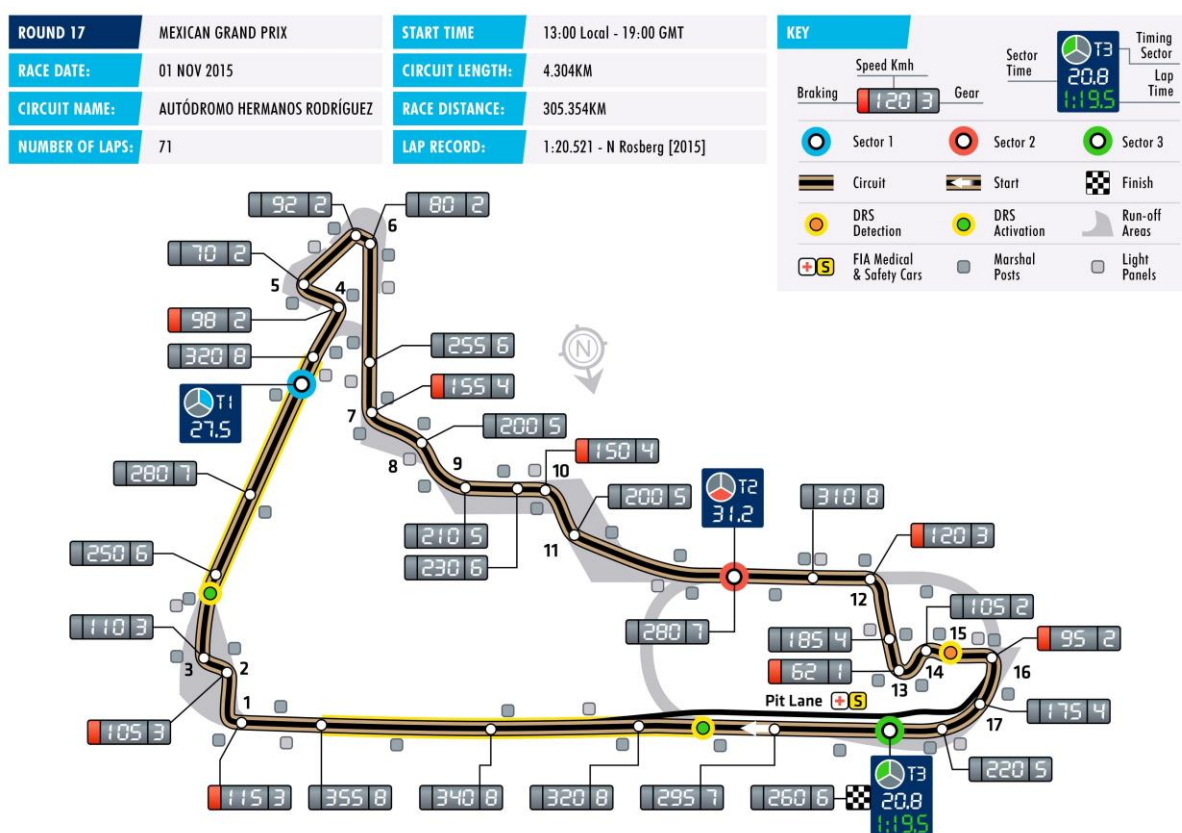 ROUND 17 MEXICAN GRAND PRIX
RACE DATE: 01 NOV 2015
CIRCUIT NAME: AUTÓDROMO HERMANOS RODRÍGUEZ
NUMBER OF LAPS: 71
START TIME 13:00 Local - 19:00 GMT
CIRCUIT LENGTH: 4.304KM
RACE DISTANCE: 305.354KM
LAP RECORD: 1:20.521 - N Rosberg [2015]
KEY
Speed Kmh
Braking 120 3 Gear
Sector Time
T3
20.8
1:19.5
Timing Sector
Lap Time
Sector 1
Sector 2
Sector 3
Circuit
Start
Finish
DRS Detection
DRS Activation
Run-off Areas
+ S
FIA Medical & Safety Cars
Marshal Posts
Light Panels
92 2
80 2
6
70 2
5
4
98 2
320 8
255 6
N
T1
27.5
155 4
7
200 5
8
9
10
150 4
280 7
T2
31.2
310 8
200 5
120 3
210 5
11
230 6
250 6
12
105 2
280 7
185 4
15
95 2
110 3
3
2
62 1
13
14
16
1
Pit Lane + S
17
175 4
105 3
220 5
115 3
355 8
340 8
320 8
295 7
260 6
T3
20.8
1:19.5